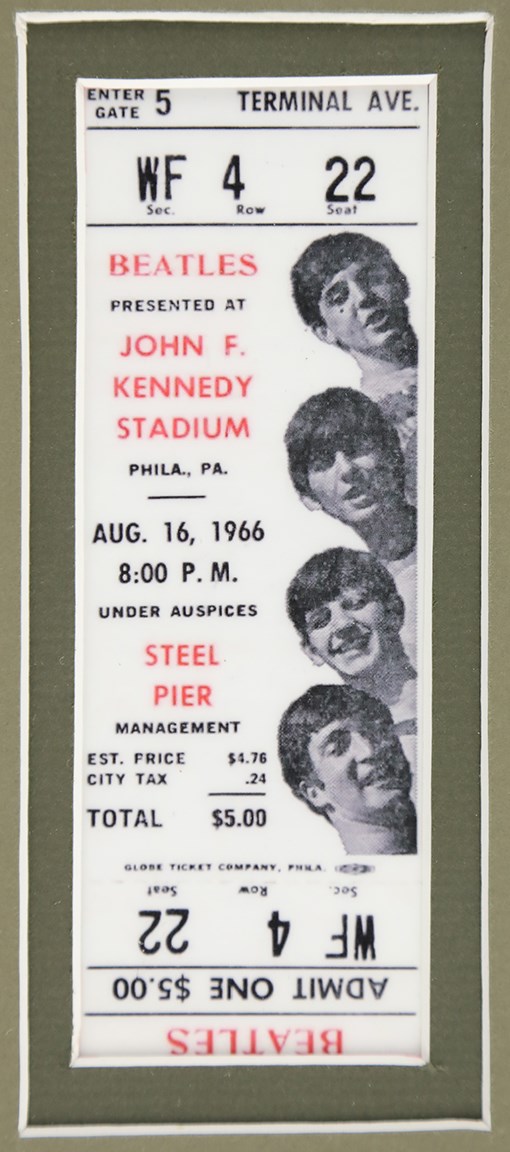 ENTER GATE 5 TERMINAL AVE.
WF 4 22
Sec. Row Seat
BEATLES
PRESENTED AT
JOHN F.
KENNEDY
STADIUM
PHILA., PA.
AUG. 16, 1966
8:00 P.M.
UNDER AUSPICES
STEEL
PIER
MANAGEMENT
EST. PRICE $4.76
CITY TAX .24
TOTAL $5.00
GLOBE TICKET COMPANY, PHILA.
BEATLES
ADMIT ONE $5.00
WF 4 22
Sec. Row Seat